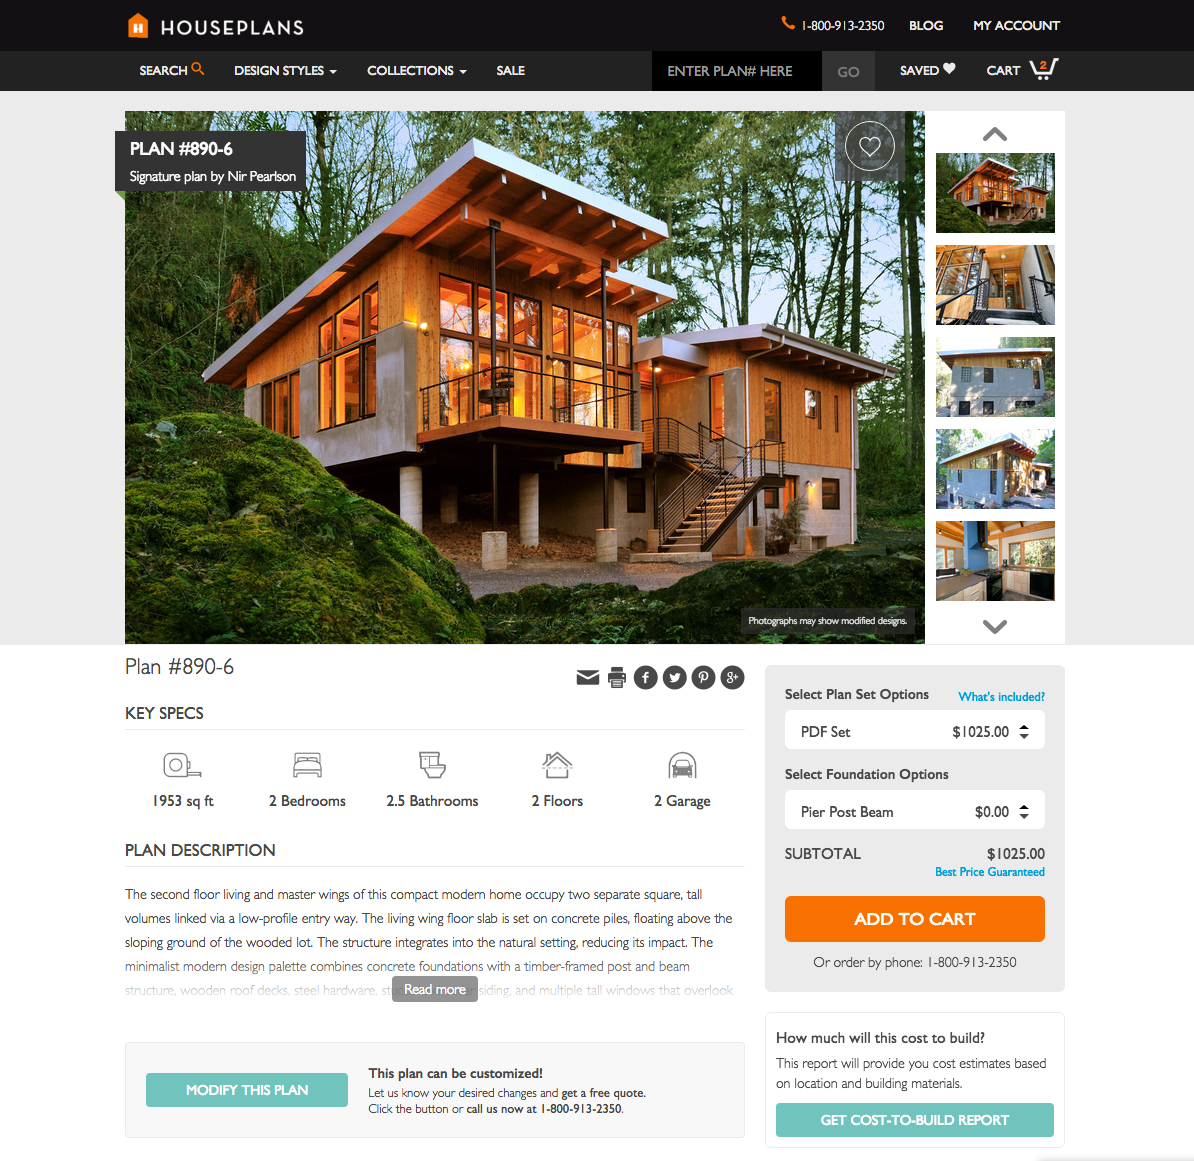 HOUSEPLANS
1-800-913-2350 BLOG MY ACCOUNT
SEARCH DESIGN STYLES COLLECTIONS SALE ENTER PLAN# HERE GO SAVED CART 2
PLAN #890-6
Signature plan by Nir Pearlson
Photographs may show modified designs.
Plan #890-6
KEY SPECS
1953 sq ft 2 Bedrooms 2.5 Bathrooms 2 Floors 2 Garage
PLAN DESCRIPTION
The second floor living and master wings of this compact modern home occupy two separate square, tall
volumes linked via a low-profile entry way. The living wing floor slab is set on concrete piles, floating above the
sloping ground of the wooded lot. The structure integrates into the natural setting, reducing its impact. The
minimalist modern design palette combines concrete foundations with a timber-framed post and beam
structure, wooden roof decks, steel hardware, siding, and multiple tall windows that overlook
Read more
MODIFY THIS PLAN
This plan can be customized!
Let us know your desired changes and get a free quote.
Click the button or call us now at 1-800-913-2350.
Select Plan Set Options What's included?
PDF Set $1025.00
Select Foundation Options
Pier Post Beam $0.00
SUBTOTAL $1025.00
Best Price Guaranteed
ADD TO CART
Or order by phone: 1-800-913-2350
How much will this cost to build?
This report will provide you cost estimates based
on location and building materials.
GET COST-TO-BUILD REPORT